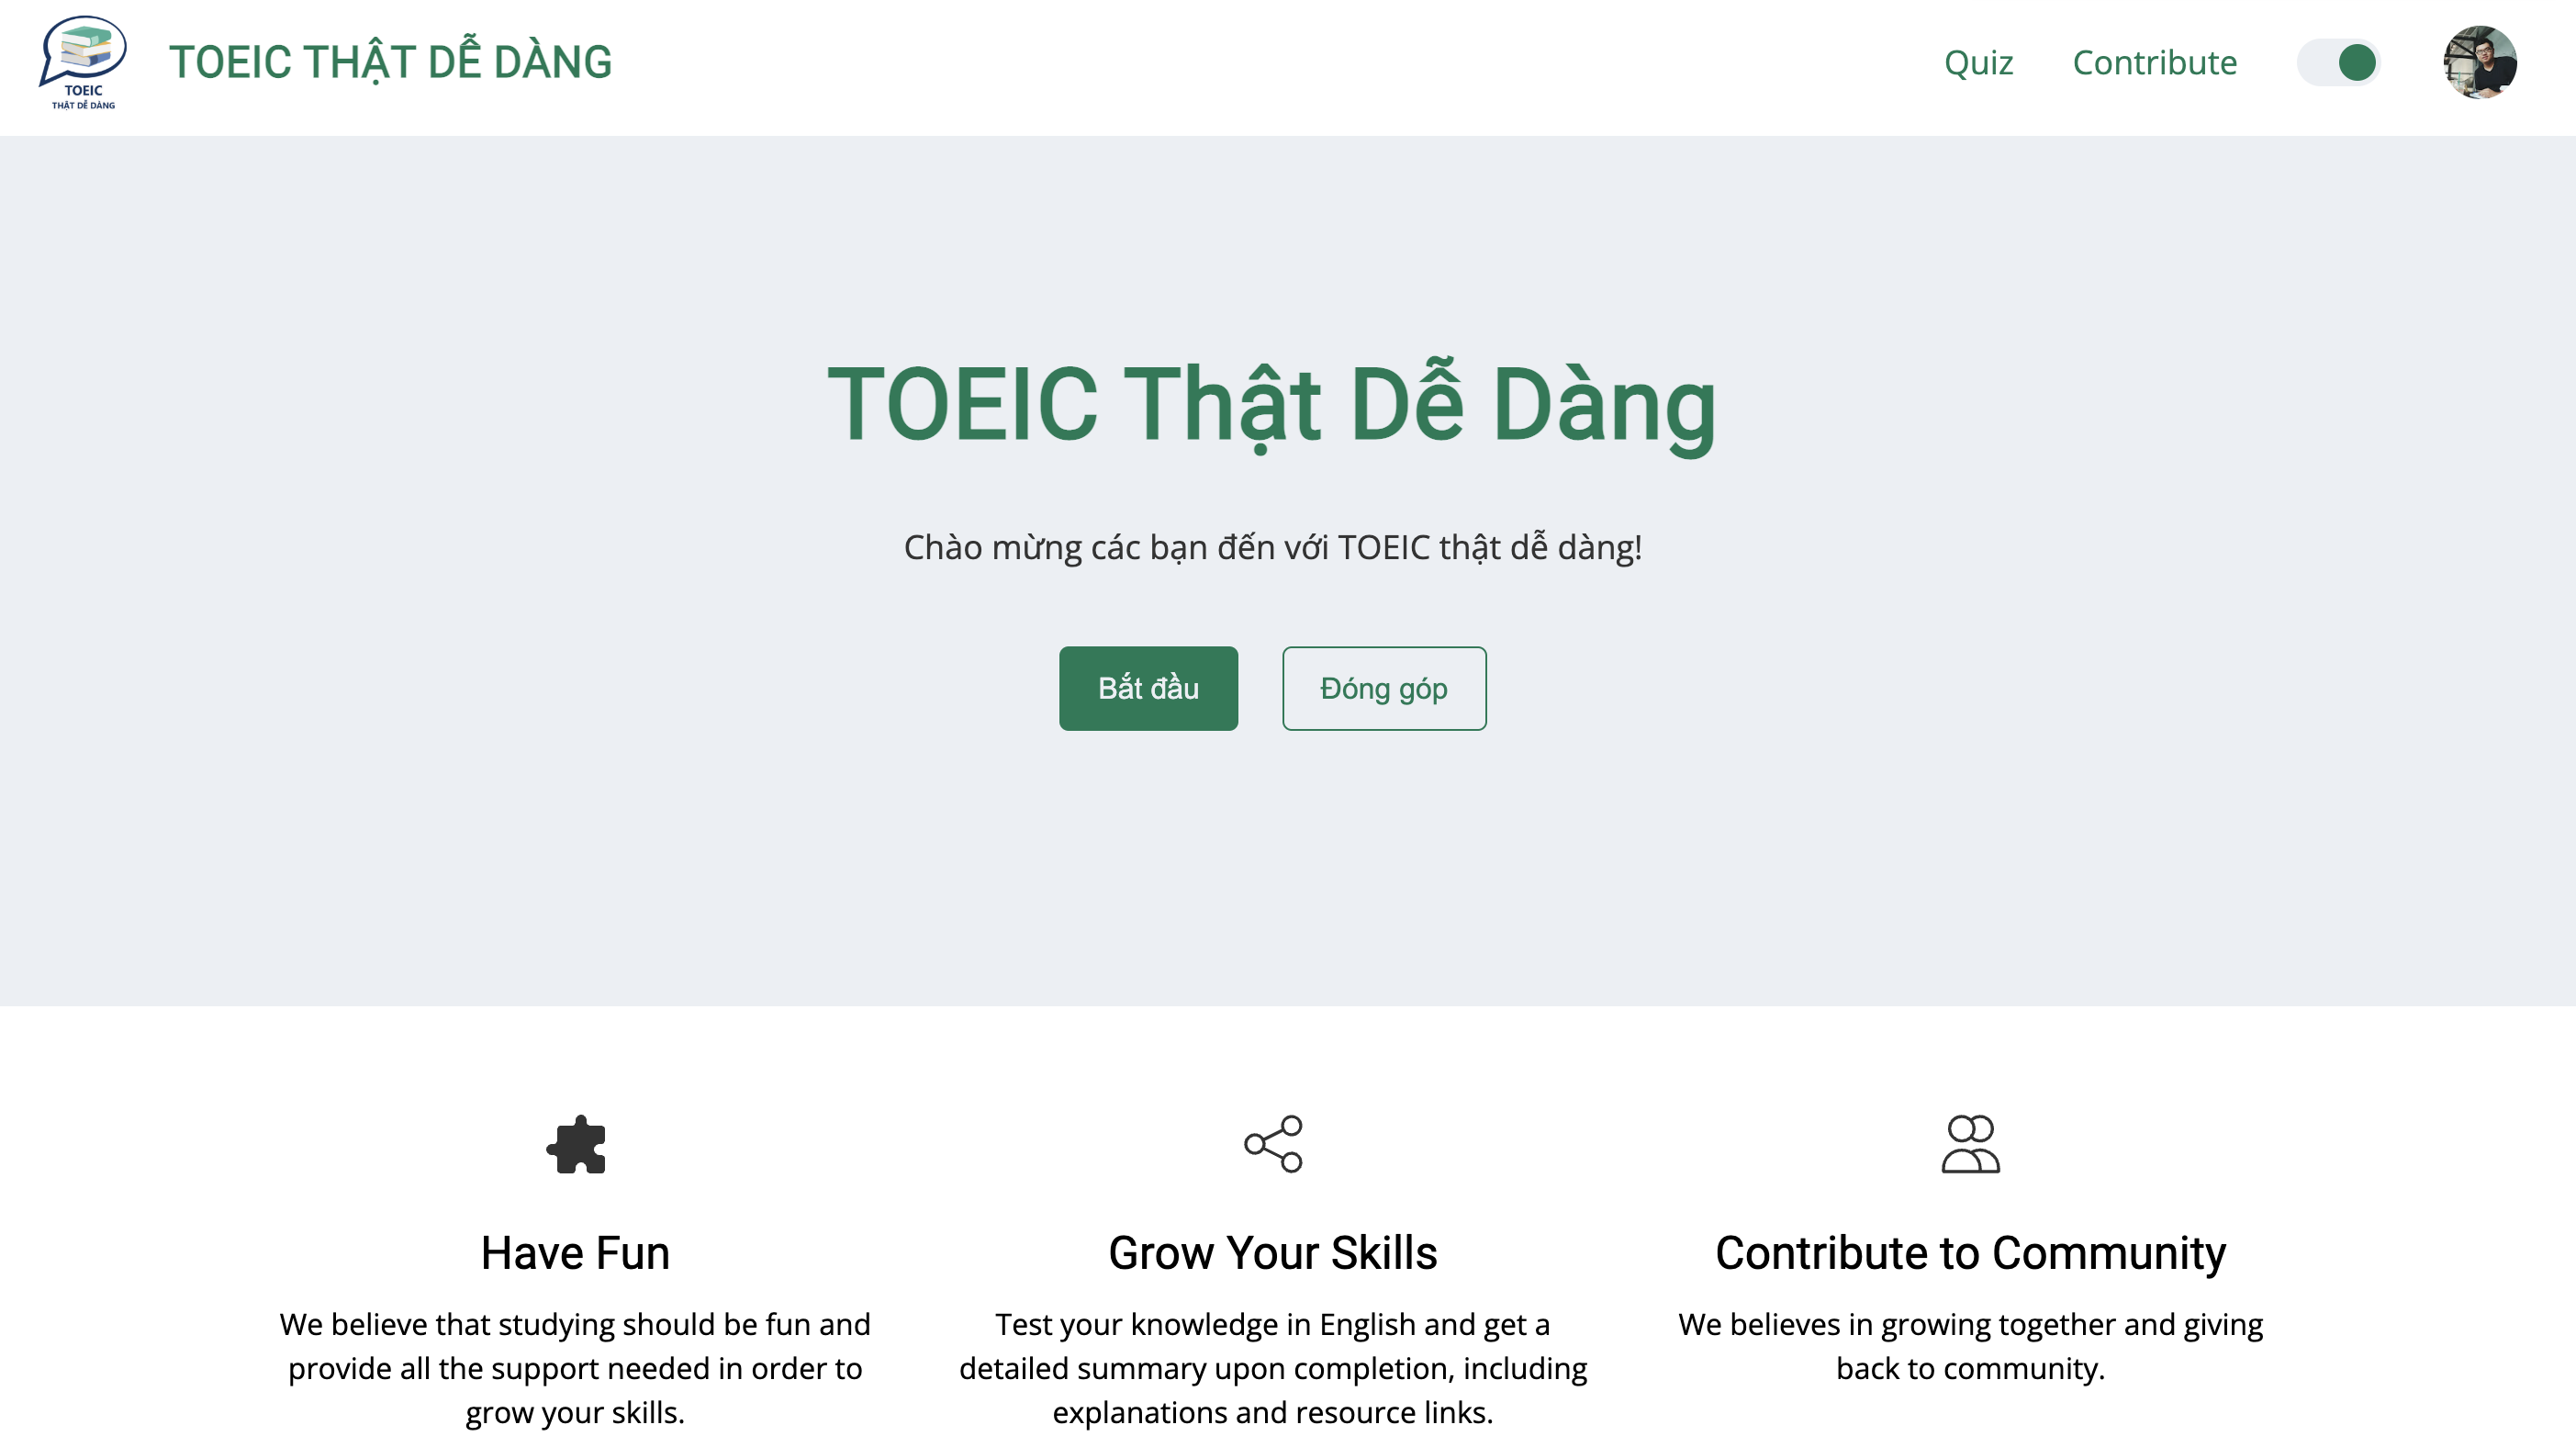 TOEIC
THẬT DỄ DÀNG
TOEIC THẬT DỄ DÀNG
Quiz
Contribute
TOEIC Thật Dễ Dàng
Chào mừng các bạn đến với TOEIC thật dễ dàng!
Bắt đầu
Đóng góp
Have Fun
We believe that studying should be fun and
provide all the support needed in order to
grow your skills.
Grow Your Skills
Test your knowledge in English and get a
detailed summary upon completion, including
explanations and resource links.
Contribute to Community
We believes in growing together and giving
back to community.